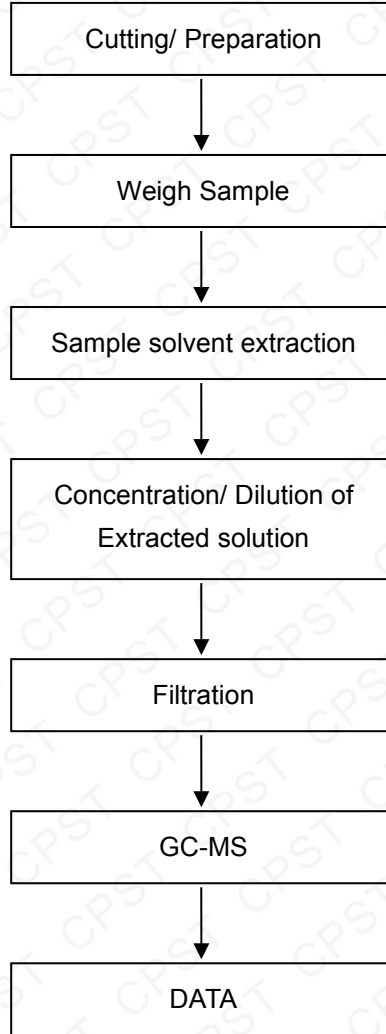 Cutting/ Preparation
Weigh Sample
Sample solvent extraction
Concentration/ Dilution of
Extracted solution
Filtration
GC-MS
DATA
CPST